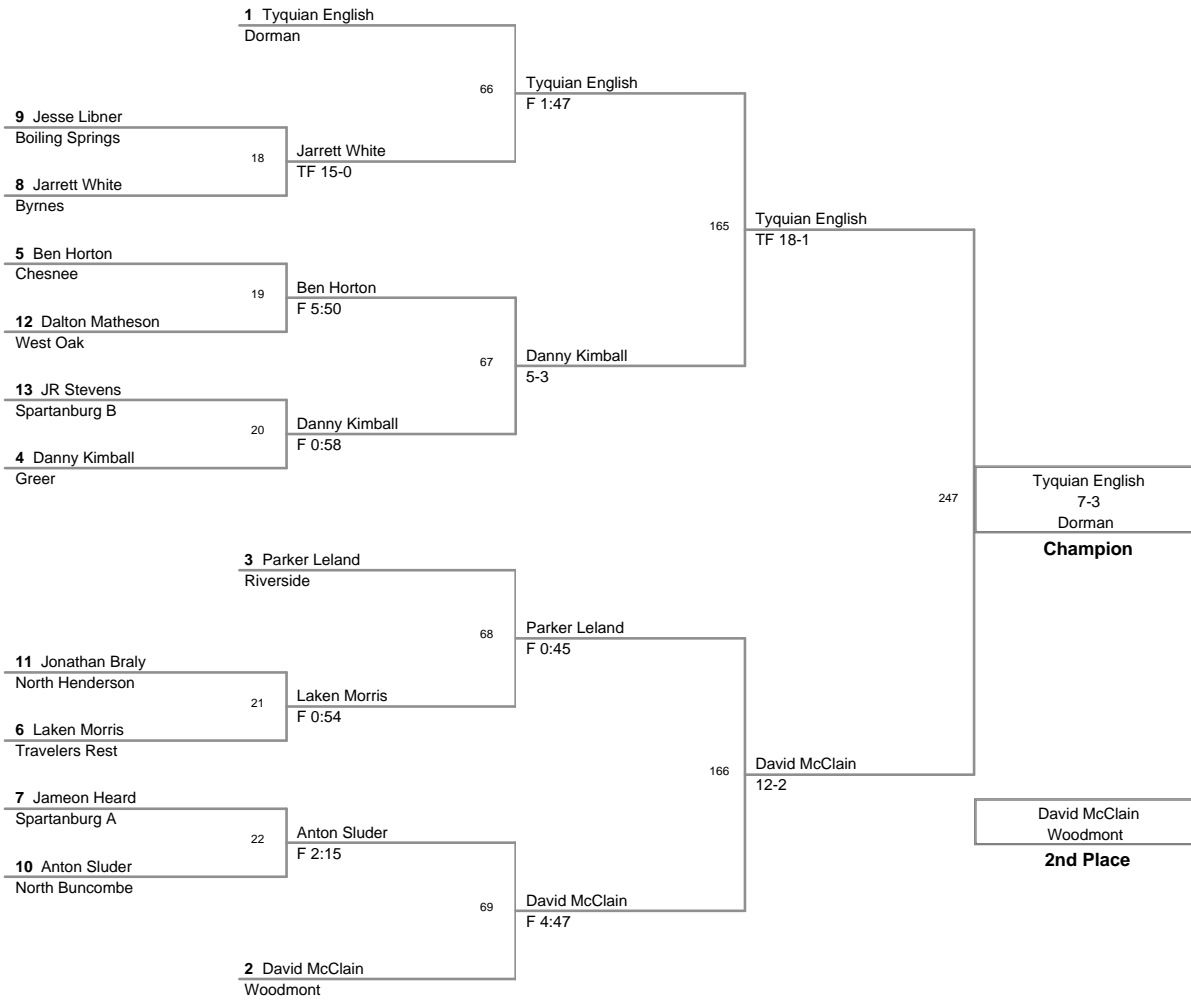 1 Tyquian English
Dorman
66
Tyquian English
F 1:47
9 Jesse Libner
Boiling Springs
18
Jarrett White
TF 15-0
8 Jarrett White
Byrnes
165
Tyquian English
TF 18-1
5 Ben Horton
Chesnee
19
Ben Horton
F 5:50
12 Dalton Matheson
West Oak
67
Danny Kimball
5-3
13 JR Stevens
Spartanburg B
20
Danny Kimball
F 0:58
4 Danny Kimball
Greer
247
Tyquian English
7-3
Dorman
Champion
3 Parker Leland
Riverside
68
Parker Leland
F 0:45
11 Jonathan Braly
North Henderson
21
Laken Morris
F 0:54
6 Laken Morris
Travelers Rest
166
David McClain
12-2
7 Jameon Heard
Spartanburg A
22
Anton Sluder
F 2:15
10 Anton Sluder
North Buncombe
David McClain
Woodmont
2nd Place
69
David McClain
F 4:47
2 David McClain
Woodmont